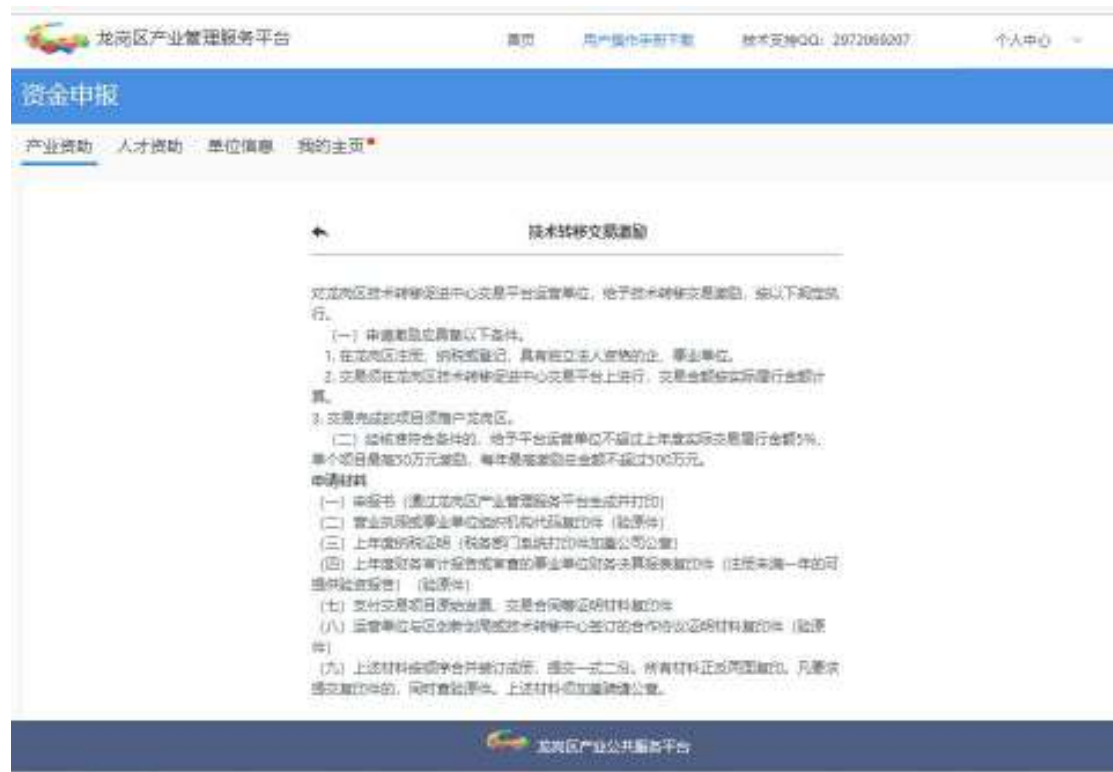 龙岗区产业管理服务平台
首页 用户操作手册下载 技术支持QQ：2972069207 个人中心
资金申报
产业资助 人才资助 单位信息 我的主页
技术转移交易激励
对龙岗区技术转移促进中心交易平台运营单位，给予技术转移交易激励，按以下规定执
行。
（一）申请激励应具备以下条件。
1. 在龙岗区注册、纳税或登记，具有独立法人资格的企、事业单位。
2. 交易须在龙岗区技术转移促进中心交易平台上进行，交易金额按实际履行金额计
算。
3. 交易完成的项目须落户龙岗区。
（二）经核准符合条件的，给予平台运营单位不超过上年度实际交易履行金额5%，
单个项目最高50万元激励，每年最高激励总金额不超过500万元。
申请材料
（一）申报书（通过龙岗区产业管理服务平台生成并打印）
（二）营业执照或事业单位组织机构代码复印件（验原件）
（三）上年度纳税证明（税务部门系统打印件加盖公司公章）
（四）上年度财务审计报告或审查的事业单位财务决算报表复印件（注册未满一年的可
提供验资报告）（验原件）
（七）支付交易项目原始发票、交易合同等证明材料复印件
（八）运营单位与区创新创局或技术转移中心签订的合作协议证明材料复印件（验原
件）
（九）上述材料按顺序合并装订成册，提交一式二份，所有材料正反两面复印。凡要求
提交复印件的，同时查验原件。上述材料须加盖骑缝公章。
龙岗区产业公共服务平台